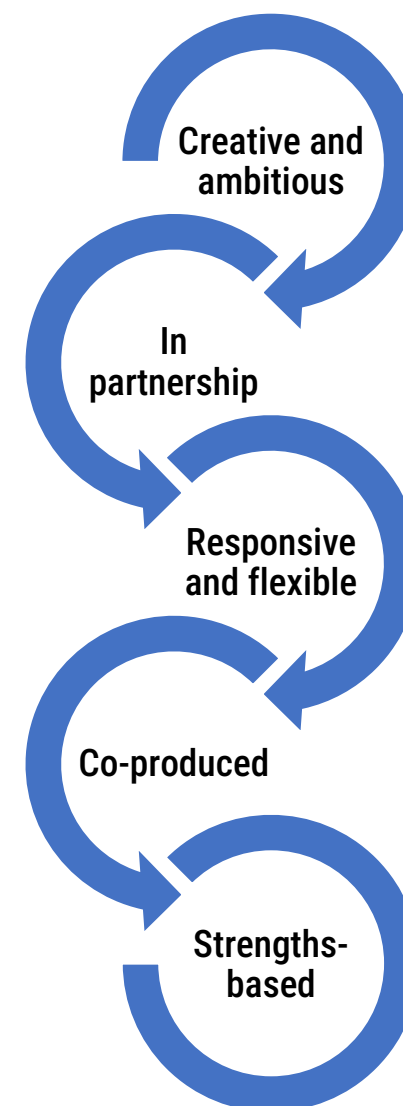 Creative and
ambitious
In
partnership
Responsive
and flexible
Co-produced
Strengths-
based